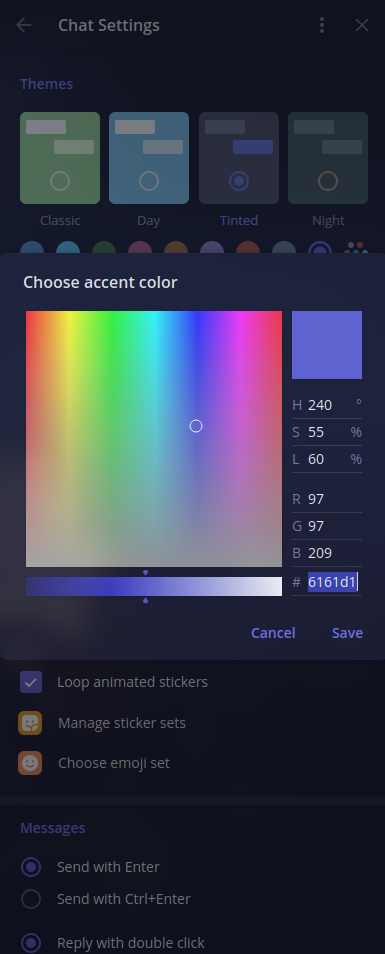 Chat Settings
Themes
Classic Day Tinted Night
Choose accent color
H 240 °
S 55 %
L 60 %
R 97
G 97
B 209
# 6161d1
Cancel Save
Loop animated stickers
Manage sticker sets
Choose emoji set
Messages
Send with Enter
Send with Ctrl+Enter
Reply with double click